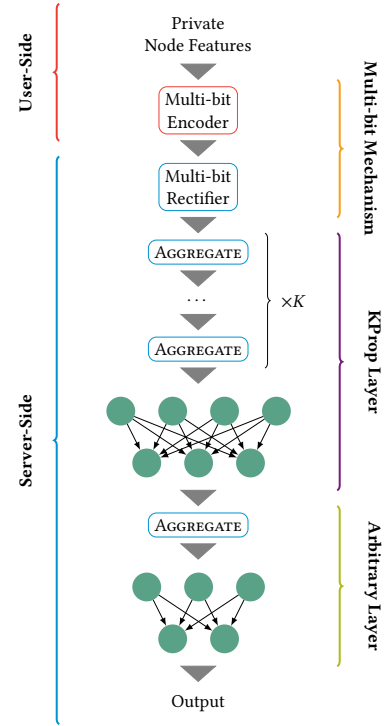 Private
Node Features
User-Side
Multi-bit
Encoder
Multi-bit Mechanism
Multi-bit
Rectifier
Aggregate
...
×K
Aggregate
KProp Layer
Server-Side
Aggregate
Arbitrary Layer
Output